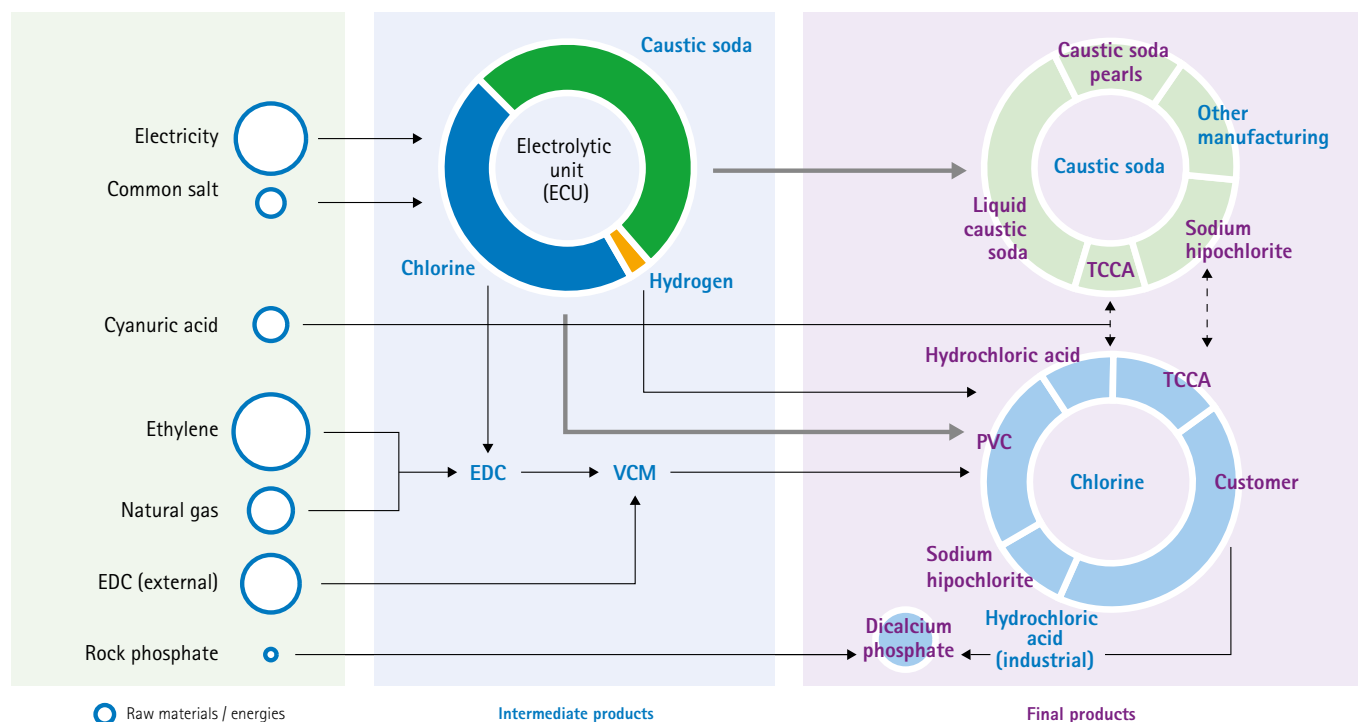 Electricity
Common salt
Cyanuric acid
Ethylene
Natural gas
EDC (external)
Rock phosphate
Caustic soda
Electrolytic
unit
(ECU)
Chlorine
Hydrogen
EDC
VCM
Caustic soda
pearls
Other
manufacturing
Caustic soda
Liquid
caustic
soda
Sodium
hipochlorite
TCCA
Hydrochloric acid
TCCA
PVC
Chlorine
Customer
Sodium
hipochlorite
Dicalcium
phosphate
Hydrochloric
acid
(industrial)
Raw materials / energies
Intermediate products
Final products